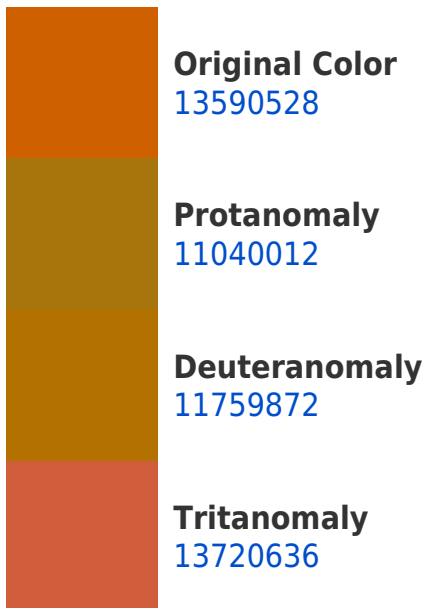 Original Color
13590528
Protanomaly
11040012
Deuteranomaly
11759872
Tritanomaly
13720636